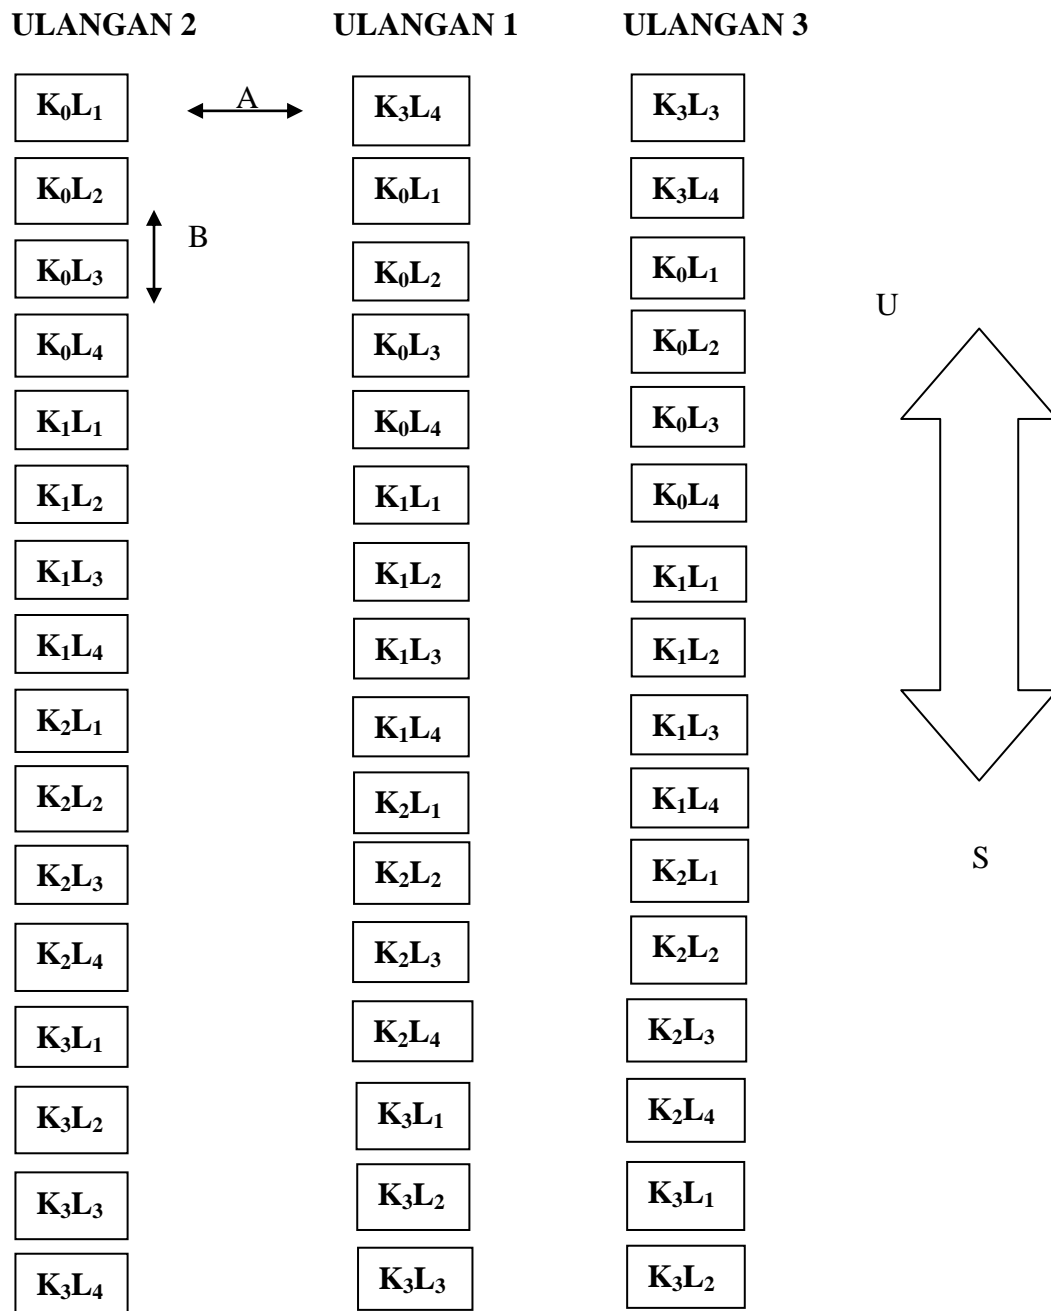 ULANGAN 2 ULANGAN 1 ULANGAN 3
K₀L₁ A K₃L₄ K₃L₃
K₀L₂ K₀L₁ K₃L₄
B
K₀L₃ K₀L₂ K₀L₁
U
K₀L₄ K₀L₃ K₀L₂
K₁L₁ K₀L₄ K₀L₃
K₁L₂ K₁L₁ K₀L₄
K₁L₃ K₁L₂ K₁L₁
K₁L₄ K₁L₃ K₁L₂
K₂L₁ K₁L₄ K₁L₃
K₂L₂ K₂L₁ K₁L₄
S
K₂L₃ K₂L₂ K₂L₁
K₂L₄ K₂L₃ K₂L₂
K₃L₁ K₂L₄ K₂L₃
K₃L₂ K₃L₁ K₂L₄
K₃L₃ K₃L₂ K₃L₁
K₃L₄ K₃L₃ K₃L₂